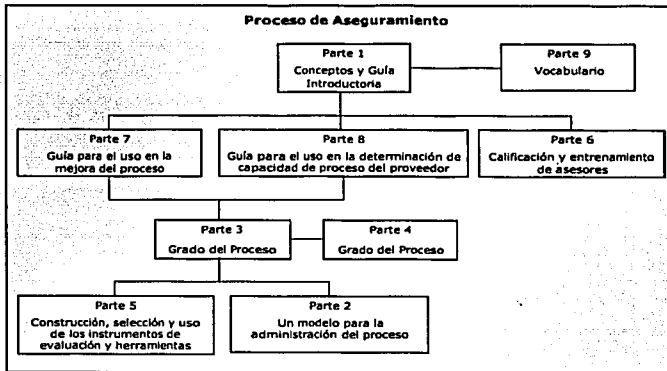 Proceso de Aseguramiento
Parte 1
Conceptos y Guía
Introductoria
Parte 9
Vocabulario
Parte 7
Guía para el uso en la
mejora del proceso
Parte 8
Guía para el uso en la determinación de
capacidad de proceso del proveedor
Parte 6
Calificación y entrenamiento
de asesores
Parte 3
Grado del Proceso
Parte 4
Grado del Proceso
Parte 5
Construcción, selección y uso
de los instrumentos de
evaluación y herramientas
Parte 2
Un modelo para la
administración del proceso